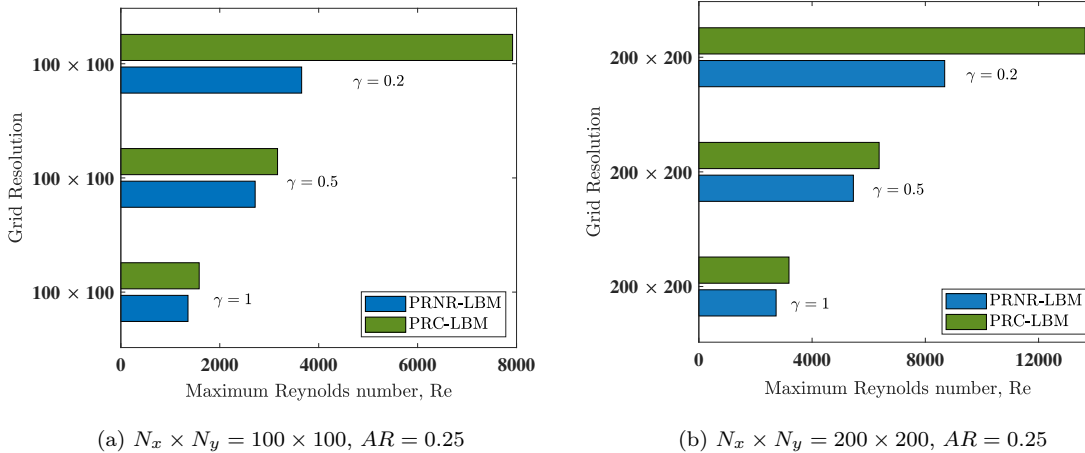 Grid Resolution
100 × 100
γ = 0.2
100 × 100
γ = 0.5
100 × 100
γ = 1
PRNR-LBM
PRC-LBM
0 2000 4000 6000 8000
Maximum Reynolds number, Re
(a) Nx × Ny = 100 × 100, AR = 0.25
Grid Resolution
200 × 200
γ = 0.2
200 × 200
γ = 0.5
200 × 200
γ = 1
PRNR-LBM
PRC-LBM
0 4000 8000 12000
Maximum Reynolds number, Re
(b) Nx × Ny = 200 × 200, AR = 0.25